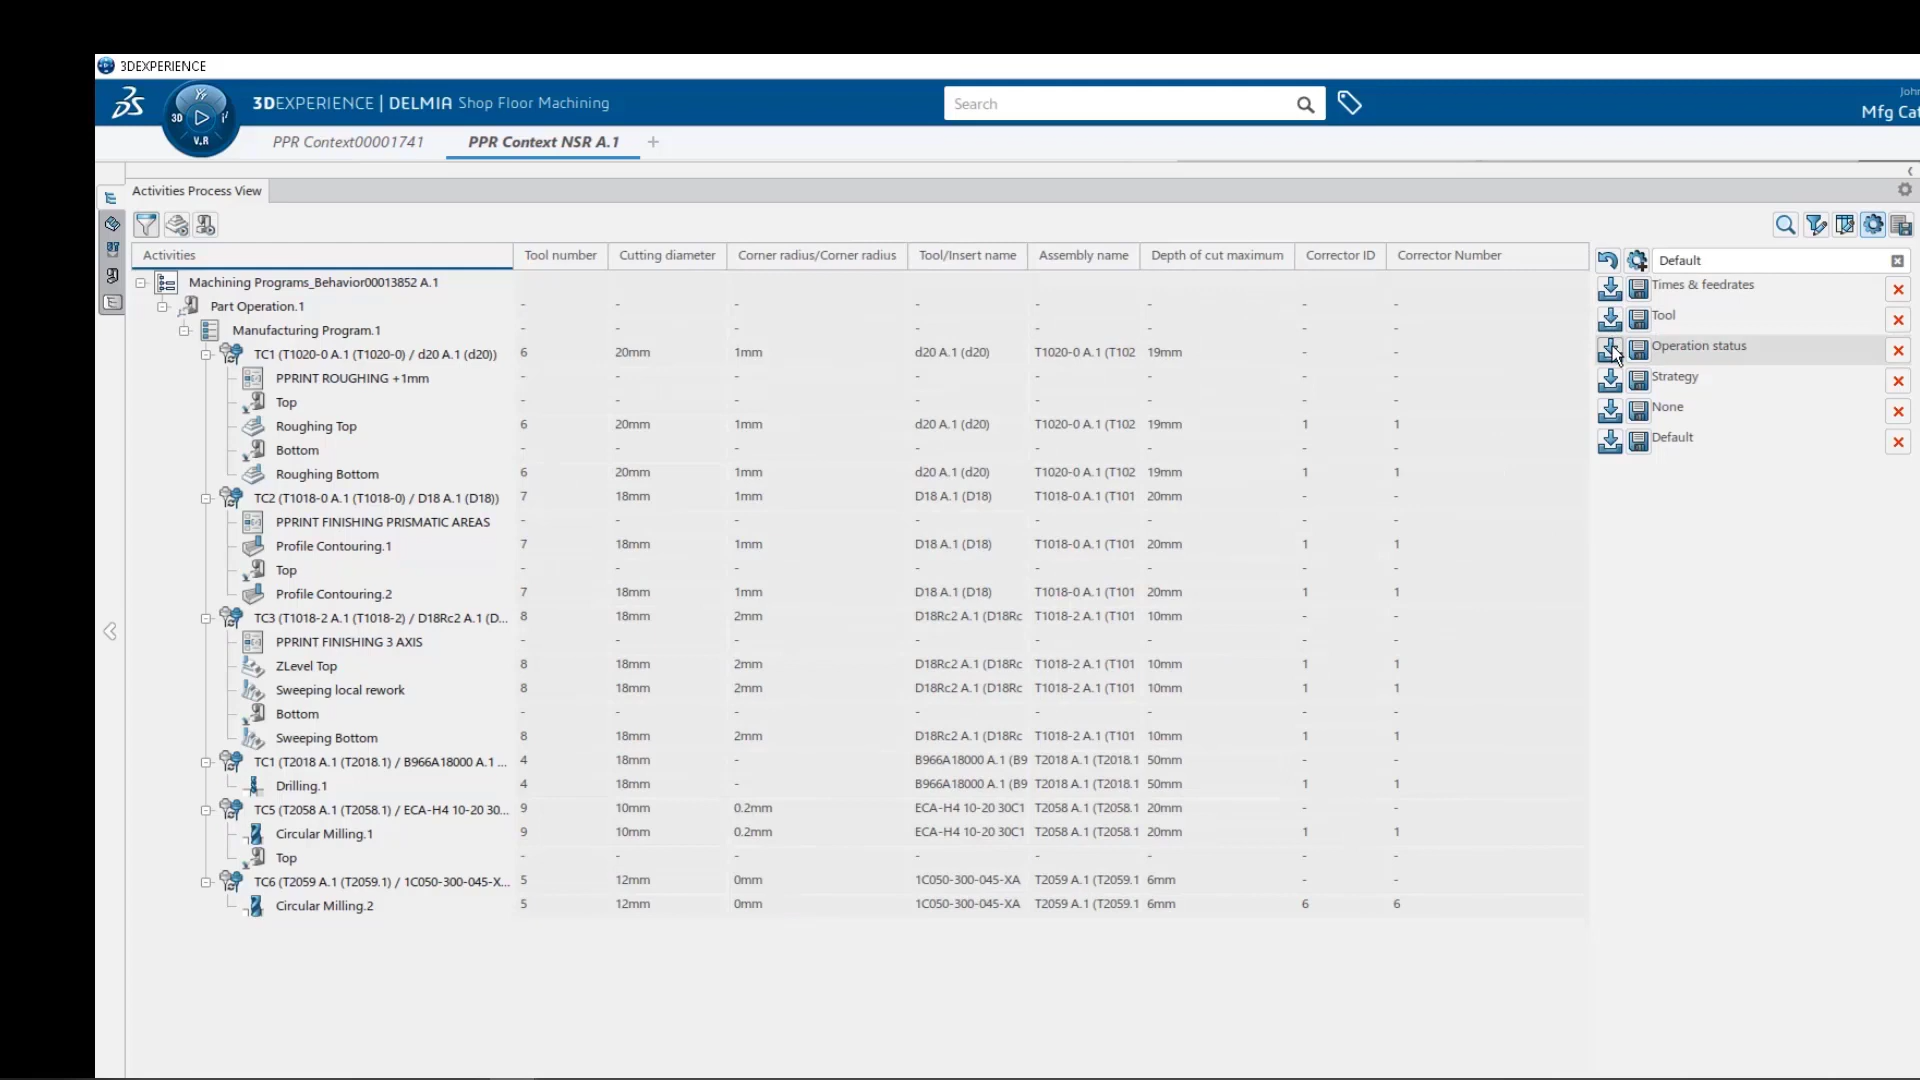 3DEXPERIENCE
3DEXPERIENCE | DELMIA Shop Floor Machining
Search
Mfg Cat
PPR Context00001741
PPR Context NSR A.1
+
Activities Process View
Activities Tool number Cutting diameter Corner radius/Corner radius Tool/Insert name Assembly name Depth of cut maximum Corrector ID Corrector Number
Machining Programs_Behavior00013852 A.1
Part Operation.1 - - - - - - - -
Manufacturing Program.1 - - - - - - - -
TC1 (T1020-0 A.1 (T1020-0) / d20 A.1 (d20)) 6 20mm 1mm d20 A.1 (d20) T1020-0 A.1 (T102 19mm - -
PPRINT ROUGHING +1mm - - - - - - - -
Top - - - - - - - -
Roughing Top 6 20mm 1mm d20 A.1 (d20) T1020-0 A.1 (T102 19mm 1 1
Bottom - - - - - - - -
Roughing Bottom 6 20mm 1mm d20 A.1 (d20) T1020-0 A.1 (T102 19mm 1 1
TC2 (T1018-0 A.1 (T1018-0) / D18 A.1 (D18)) 7 18mm 1mm D18 A.1 (D18) T1018-0 A.1 (T101 20mm - -
PPRINT FINISHING PRISMATIC AREAS - - - - - - - -
Profile Contouring.1 7 18mm 1mm D18 A.1 (D18) T1018-0 A.1 (T101 20mm 1 1
Top - - - - - - - -
Profile Contouring.2 7 18mm 1mm D18 A.1 (D18) T1018-0 A.1 (T101 20mm 1 1
TC3 (T1018-2 A.1 (T1018-2) / D18Rc2 A.1 (D... 8 18mm 2mm D18Rc2 A.1 (D18Rc T1018-2 A.1 (T101 10mm - -
PPRINT FINISHING 3 AXIS - - - - - - - -
ZLevel Top 8 18mm 2mm D18Rc2 A.1 (D18Rc T1018-2 A.1 (T101 10mm 1 1
Sweeping local rework 8 18mm 2mm D18Rc2 A.1 (D18Rc T1018-2 A.1 (T101 10mm 1 1
Bottom - - - - - - - -
Sweeping Bottom 8 18mm 2mm D18Rc2 A.1 (D18Rc T1018-2 A.1 (T101 10mm 1 1
TC1 (T2018 A.1 (T2018.1) / B966A18000 A.1 ... 4 18mm - B966A18000 A.1 (B9 T2018 A.1 (T2018.1 50mm - -
Drilling.1 4 18mm - B966A18000 A.1 (B9 T2018 A.1 (T2018.1 50mm 1 1
TC5 (T2058 A.1 (T2058.1) / ECA-H4 10-20 30... 9 10mm 0.2mm ECA-H4 10-20 30C1 T2058 A.1 (T2058.1 20mm - -
Circular Milling.1 9 10mm 0.2mm ECA-H4 10-20 30C1 T2058 A.1 (T2058.1 20mm 1 1
Top - - - - - - - -
TC6 (T2059 A.1 (T2059.1) / 1C050-300-045-X... 5 12mm 0mm 1C050-300-045-XA T2059 A.1 (T2059.1 6mm - -
Circular Milling.2 5 12mm 0mm 1C050-300-045-XA T2059 A.1 (T2059.1 6mm 6 6
Default
Times & feedrates
Tool
Operation status
Strategy
None
Default